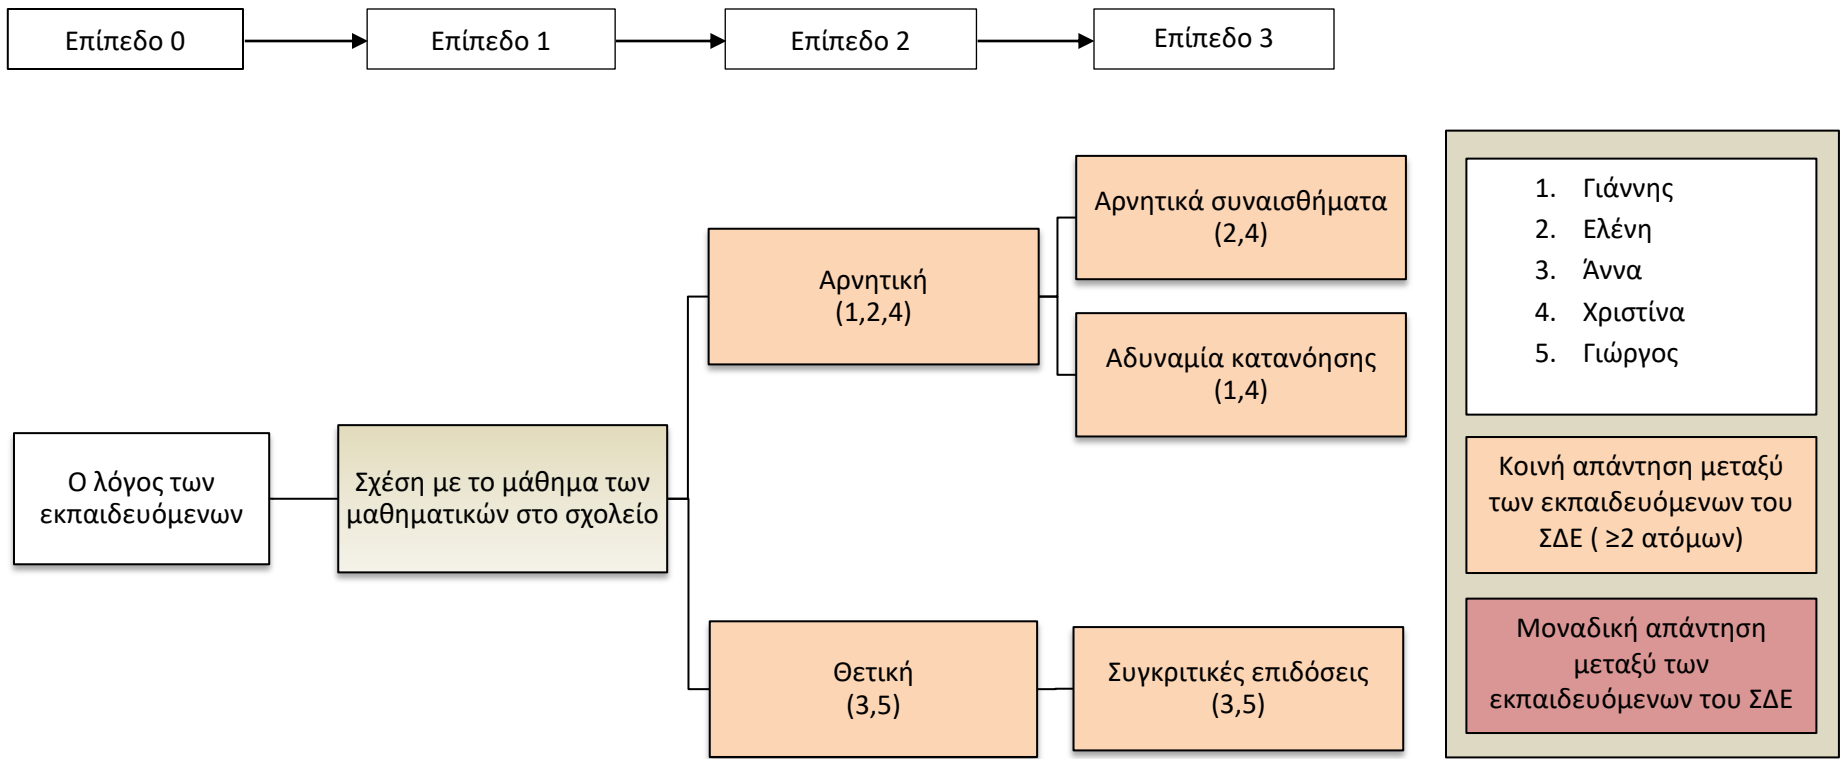 Επίπεδο 0
Επίπεδο 1
Επίπεδο 2
Επίπεδο 3
Ο λόγος των
εκπαιδευόμενων
Σχέση με το μάθημα των
μαθηματικών στο σχολείο
Αρνητική
(1,2,4)
Αρνητικά συναισθήματα
(2,4)
Αδυναμία κατανόησης
(1,4)
Θετική
(3,5)
Συγκριτικές επιδόσεις
(3,5)
1. Γιάννης
2. Ελένη
3. Άννα
4. Χριστίνα
5. Γιώργος
Κοινή απάντηση μεταξύ
των εκπαιδευόμενων του
ΣΔΕ ( ≥2 ατόμων)
Μοναδική απάντηση
μεταξύ των
εκπαιδευόμενων του ΣΔΕ